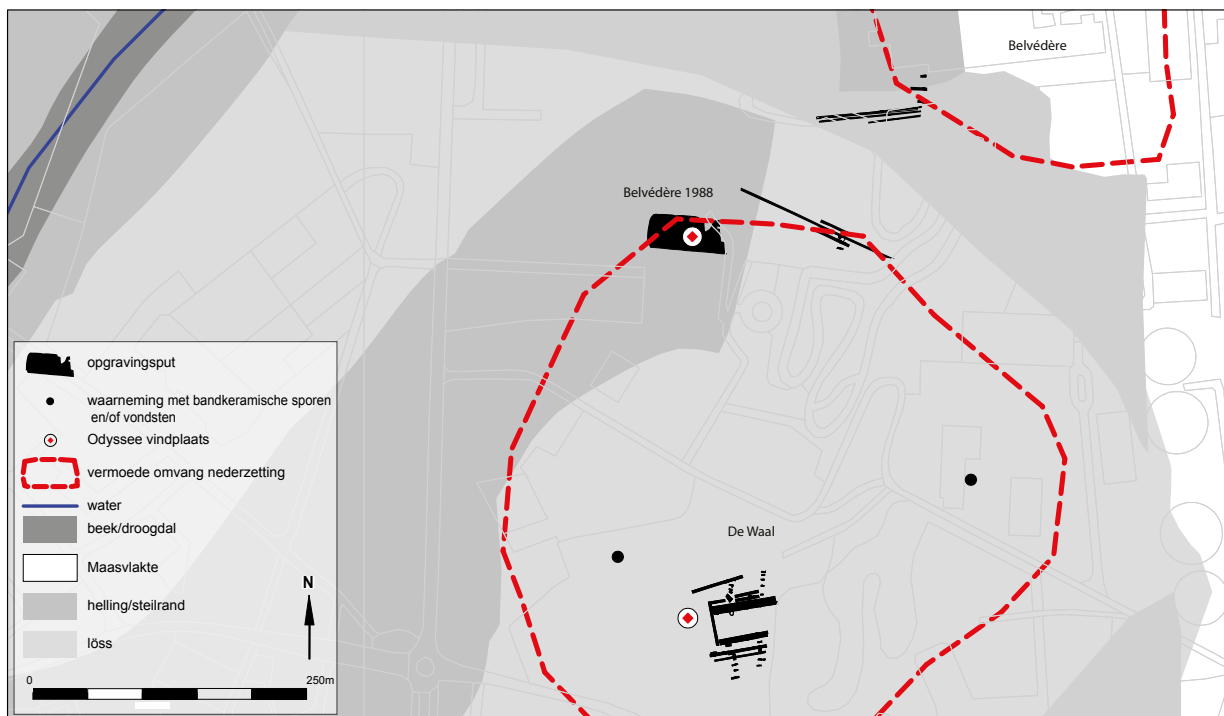 Belvédère
Belvédère 1988
De Waal
opgravingsput
waarneming met bandkeramische sporen
en/of vondsten
Odyssee vindplaats
vermoede omvang nederzetting
water
beek/droogdal
Maasvlakte
helling/steilrand
löss
N
0
250m